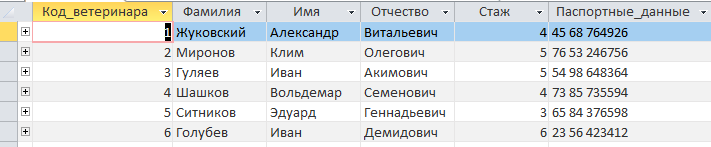 Код_ветеринара Фамилия Имя Отчество Стаж Паспортные_данные
1 Жуковский Александр Витальевич 4 45 68 764926
2 Миронов Клим Олегович 5 76 53 246756
3 Гуляев Иван Акимович 5 54 98 648364
4 Шашков Вольдемар Семенович 4 73 85 735594
5 Ситников Эдуард Геннадьевич 3 65 84 376598
6 Голубев Иван Демидович 6 23 56 423412